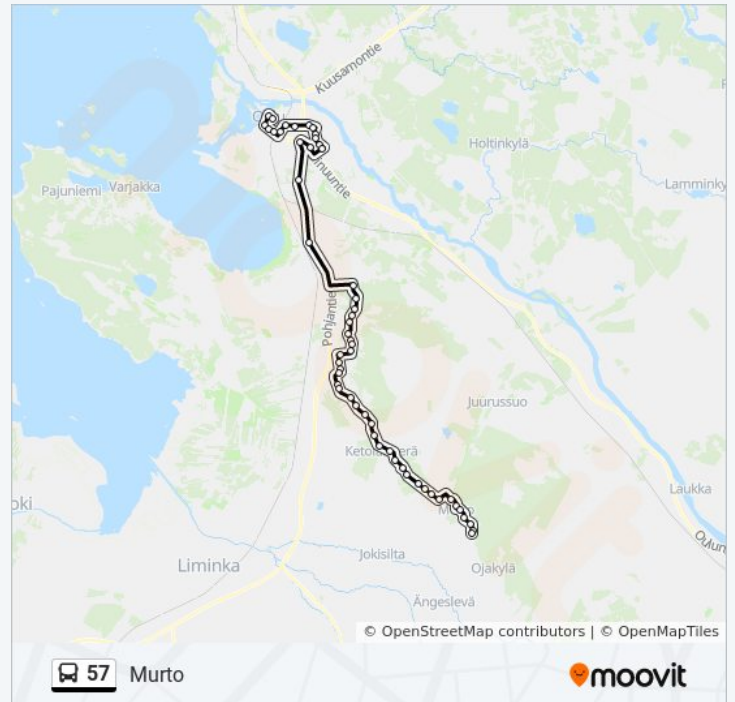 Kuusamontie
Holtinkylä
Pajuniemi
Varjakka
Lamminky
Pohjantie
Juurussuo
Laukka
Liminka
Jokisilta
Ojakylä
Ängeslevä
© OpenStreetMap contributors | © OpenMapTiles
57 Murto
moovit